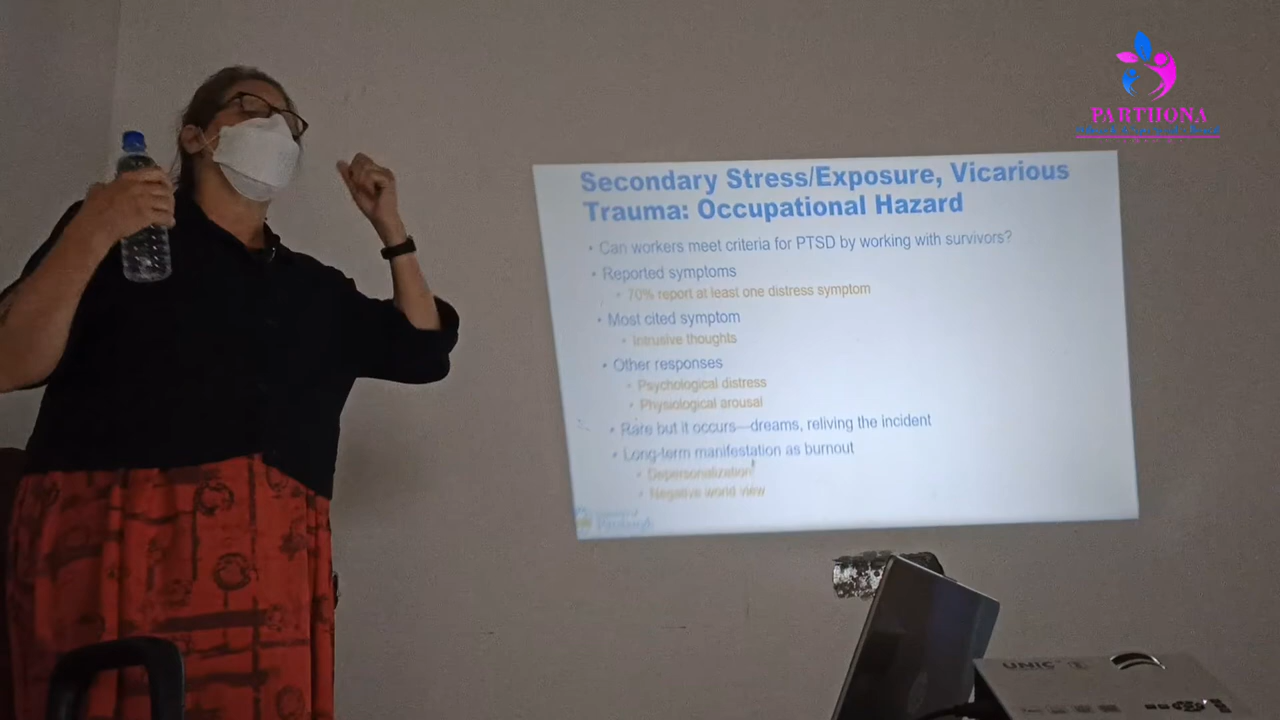 PARTHONA
Secondary Stress/Exposure, Vicarious
Trauma: Occupational Hazard
• Can workers meet criteria for PTSD by working with survivors?
• Reported symptoms
• 70% report at least one distress symptom
• Most cited symptom
• Intrusive thoughts
• Other responses
• Psychological distress
• Physiological arousal
• Rare but it occurs—dreams, reliving the incident
• Long-term manifestation as burnout
• Depersonalization
• Negative world view
UNIC